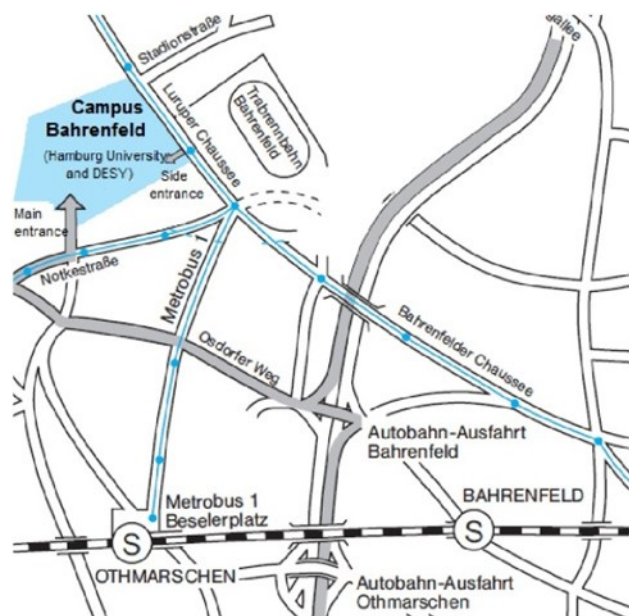 Stadionstraße
Campus
Bahrenfeld
(Hamburg University
and DESY)
Luruper Chaussee
Trabrennbahn
Bahrenfeld
Side
entrance
Main
entrance
Notkestraße
Metrobus 1
Osdorfer Weg
Bahrenfelder Chaussee
Autobahn-Ausfahrt
Bahrenfeld
Metrobus 1
Beselerplatz
BAHRENFELD
S
S
OTHMARSCHEN
Autobahn-Ausfahrt
Othmarschen